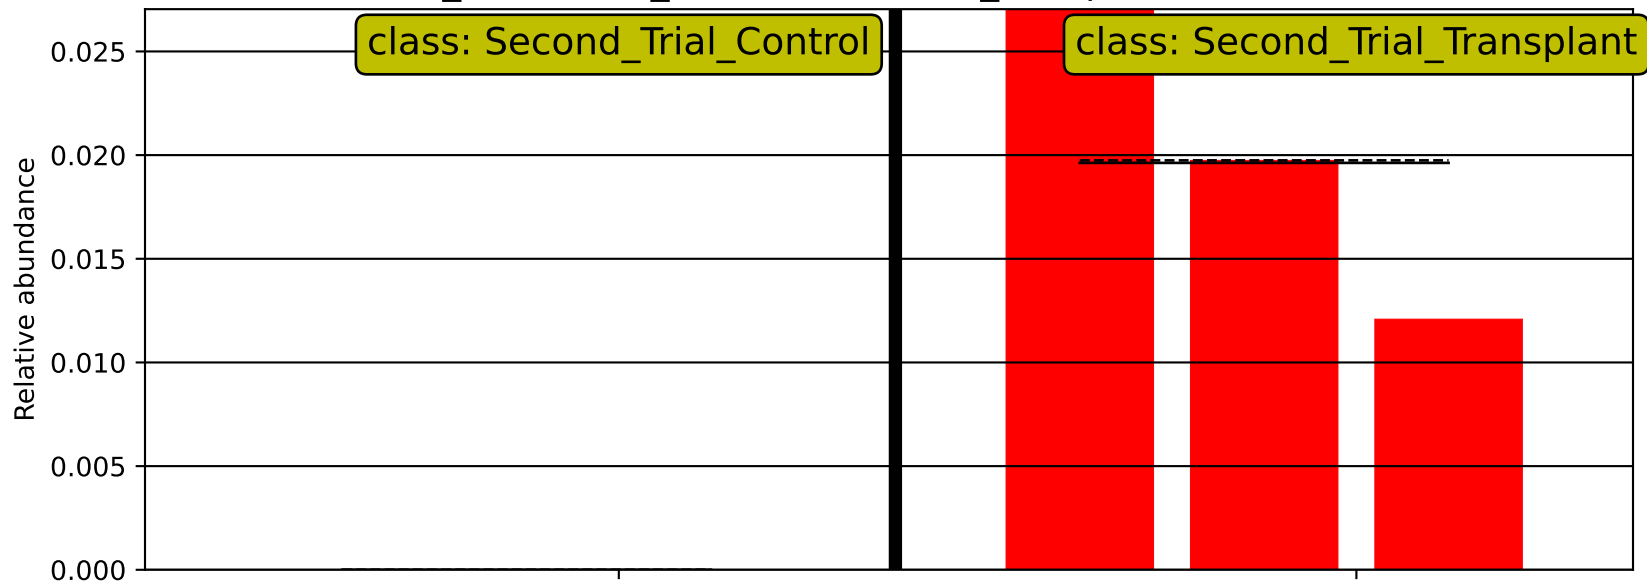 class: Second_Trial_Control
class: Second_Trial_Transplant
Relative abundance
0.025
0.020
0.015
0.010
0.005
0.000